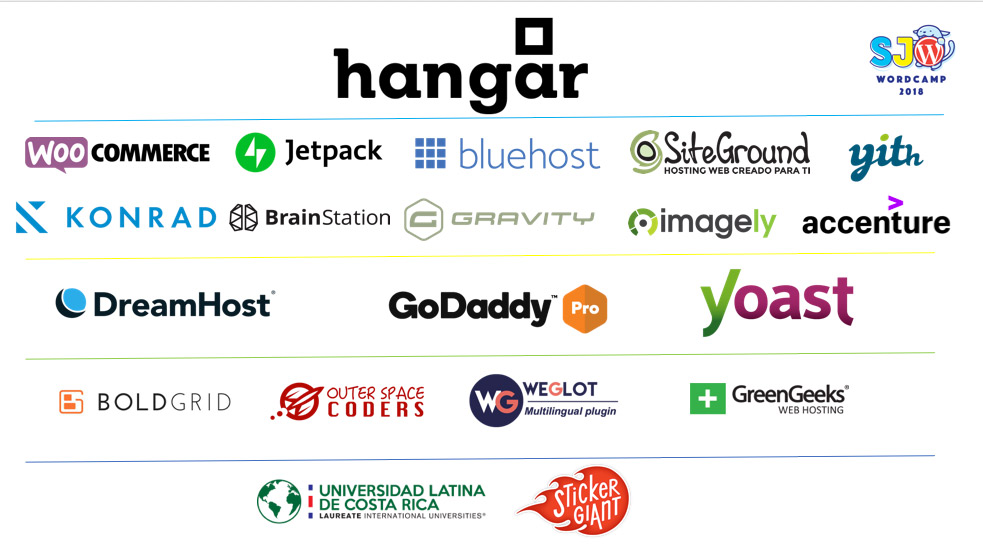 hangar
SJW
WORDCAMP
2018
WOO COMMERCE
Jetpack
bluehost
SiteGround
HOSTING WEB CREADO PARA TI
yith
KONRAD
BrainStation
G GRAVITY
imagely
accenture
DreamHost®
GoDaddy™ Pro
yoast
BOLDGRID
OUTER SPACE
CODERS
WG WEGLOT
Multilingual plugin
GreenGeeks®
WEB HOSTING
UNIVERSIDAD LATINA
DE COSTA RICA
LAUREATE INTERNATIONAL UNIVERSITIES®
STICKER
GIANT